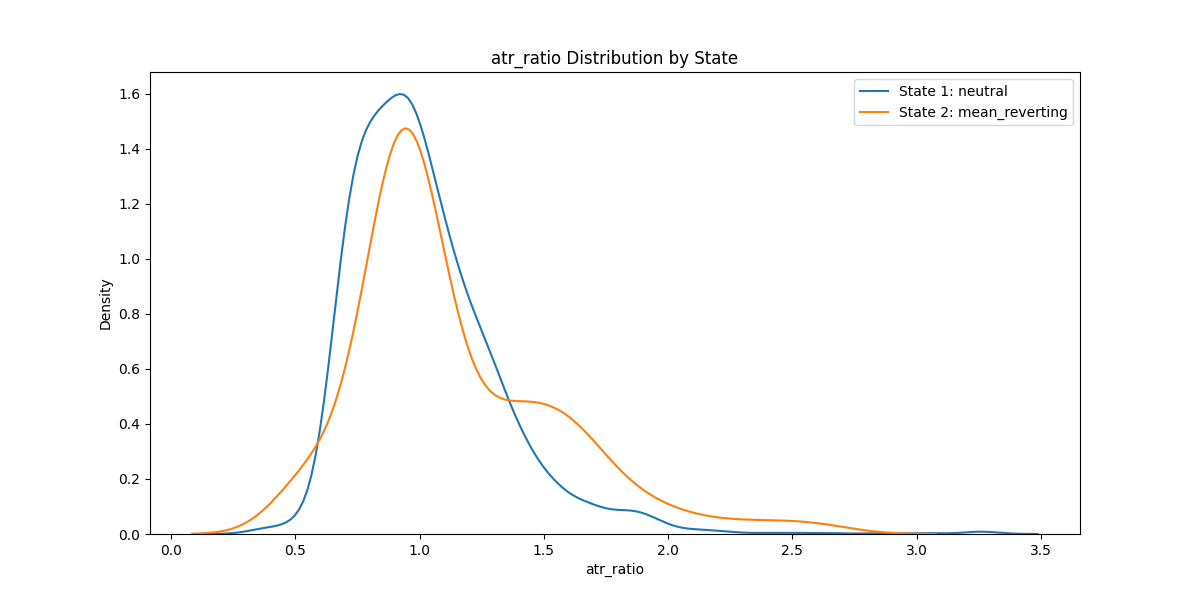 atr_ratio Distribution by State
State 1: neutral
State 2: mean_reverting
Density
1.6
1.4
1.2
1.0
0.8
0.6
0.4
0.2
0.0
0.0 0.5 1.0 1.5 2.0 2.5 3.0 3.5
atr_ratio